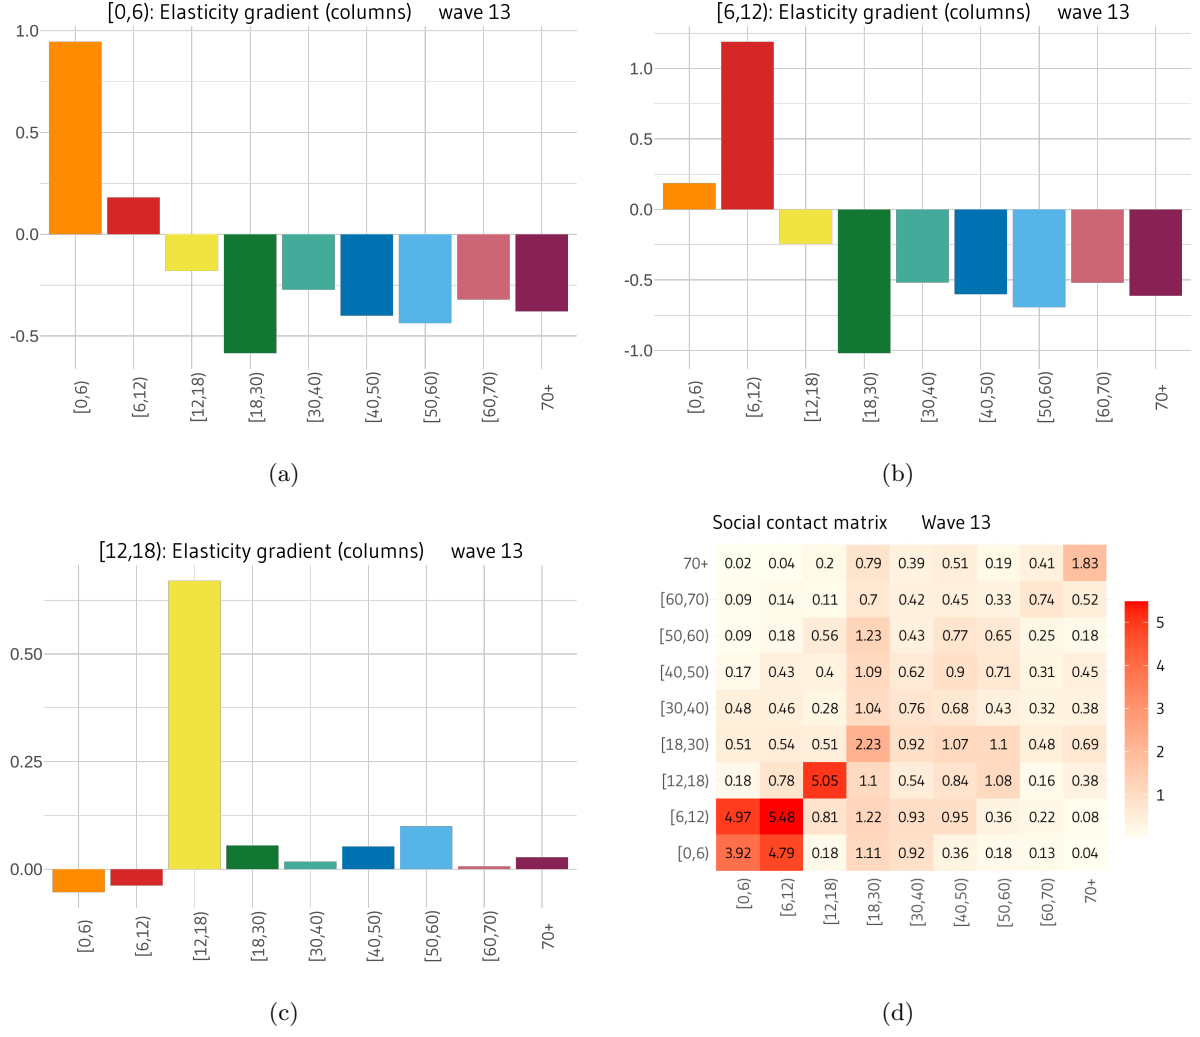 [0,6): Elasticity gradient (columns) wave 13
1.0
0.5
0.0
-0.5
[0,6) [6,12) [12,18) [18,30) [30,40) [40,50) [50,60) [60,70) 70+
(a)
[6,12): Elasticity gradient (columns) wave 13
1.0
0.5
0.0
-0.5
-1.0
[0,6) [6,12) [12,18) [18,30) [30,40) [40,50) [50,60) [60,70) 70+
(b)
[12,18): Elasticity gradient (columns) wave 13
0.50
0.25
0.00
[0,6) [6,12) [12,18) [18,30) [30,40) [40,50) [50,60) [60,70) 70+
(c)
Social contact matrix Wave 13
70+ 0.02 0.04 0.2 0.79 0.39 0.51 0.19 0.41 1.83
[60,70) 0.09 0.14 0.11 0.7 0.42 0.45 0.33 0.74 0.52
[50,60) 0.09 0.18 0.56 1.23 0.43 0.77 0.65 0.25 0.18
[40,50) 0.17 0.43 0.4 1.09 0.62 0.9 0.71 0.31 0.45
[30,40) 0.48 0.46 0.28 1.04 0.76 0.68 0.43 0.32 0.38
[18,30) 0.51 0.54 0.51 2.23 0.92 1.07 1.1 0.48 0.69
[12,18) 0.18 0.78 5.05 1.1 0.54 0.84 1.08 0.16 0.38
[6,12) 4.97 5.48 0.81 1.22 0.93 0.95 0.36 0.22 0.08
[0,6) 3.92 4.79 0.18 1.11 0.92 0.36 0.18 0.13 0.04
[0,6) [6,12) [12,18) [18,30) [30,40) [40,50) [50,60) [60,70) 70+
5
4
3
2
1
(d)